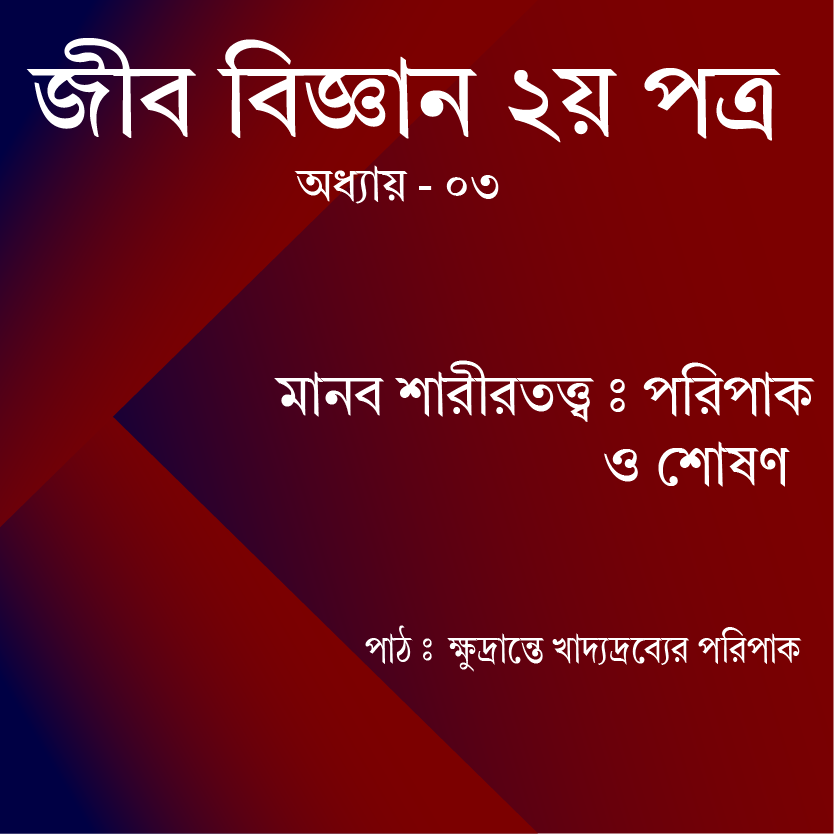 জীব বিজ্ঞান ২য় পত্র
অধ্যায় - ০৩
মানব শারীরতত্ত্ব ঃ পরিপাক
ও শোষণ
পাঠ ঃ ক্ষুদ্রান্তে খাদ্যদ্রব্যের পরিপাক